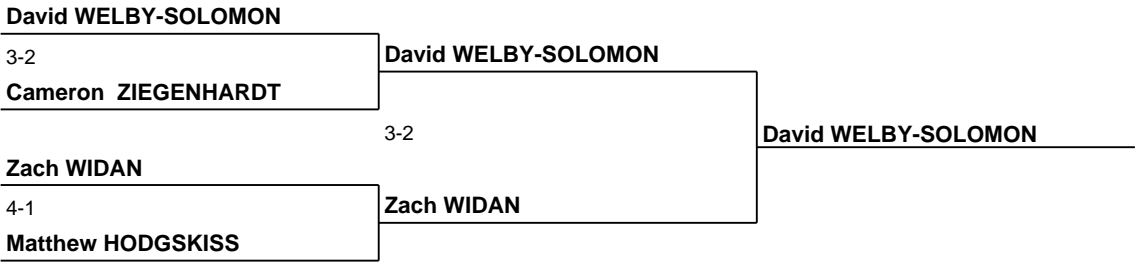 David WELBY-SOLOMON
3-2
David WELBY-SOLOMON
Cameron ZIEGENHARDT
3-2
David WELBY-SOLOMON
Zach WIDAN
4-1
Zach WIDAN
Matthew HODGSKISS